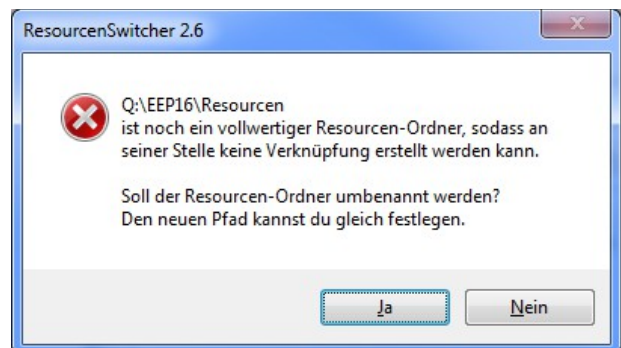 ResourcenSwitcher 2.6
Q:\EEP16\Resourcen
ist noch ein vollwertiger Resourcen-Ordner, sodass an
seiner Stelle keine Verknüpfung erstellt werden kann.
Soll der Resourcen-Ordner umbenannt werden?
Den neuen Pfad kannst du gleich festlegen.
Ja
Nein